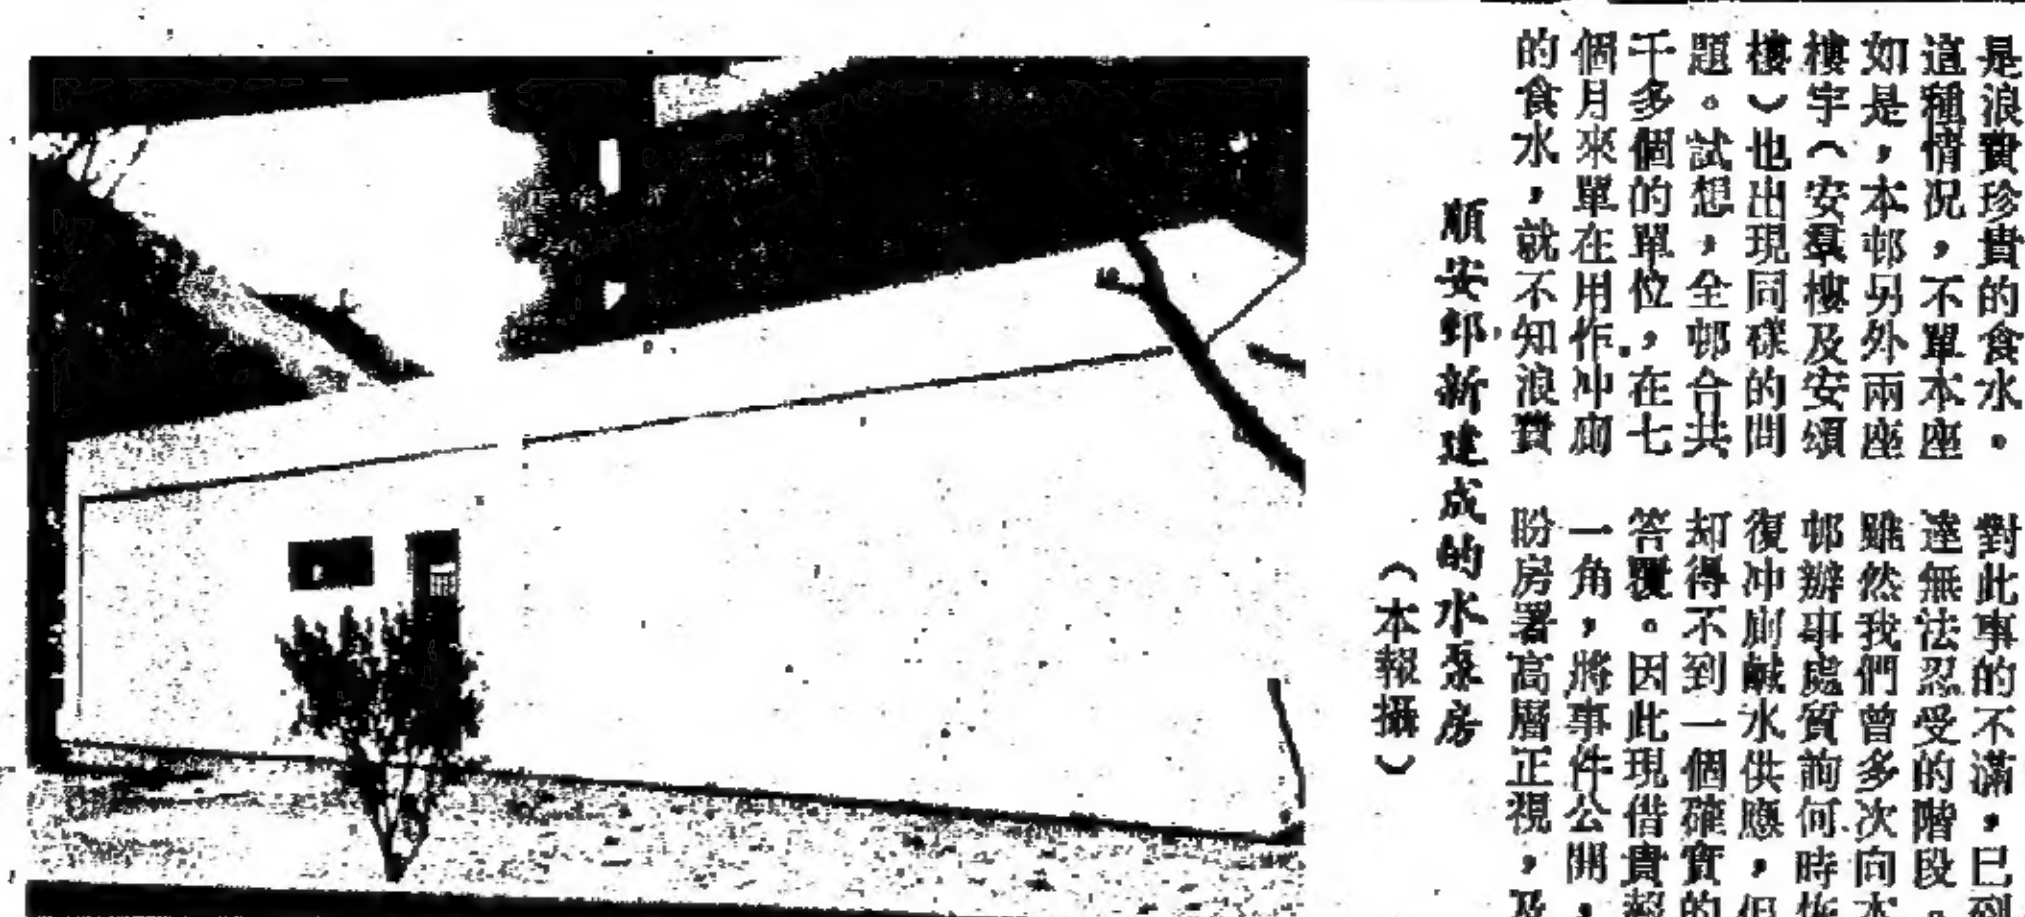 是浪費珍貴的食水。
這種情況,不單本座
如是,本邨另外兩座
樓宇(安羣樓及安頌
樓)也出現同樣的問
題。試想,全邨合共
千多個的單位,在七
個月來單在用作冲廁
的食水,就不知浪費
對此事的不滿,已到
達無法忍受的階段。
雖然我們曾多次向本
邨辦事處質詢何時恢
復冲廁鹹水供應,但
却得不到一個確實的
答覆。因此現借貴報
一角,將事件公開,
盼房署高層正視,及
順安邨新建成的水泵房
(本報攝)